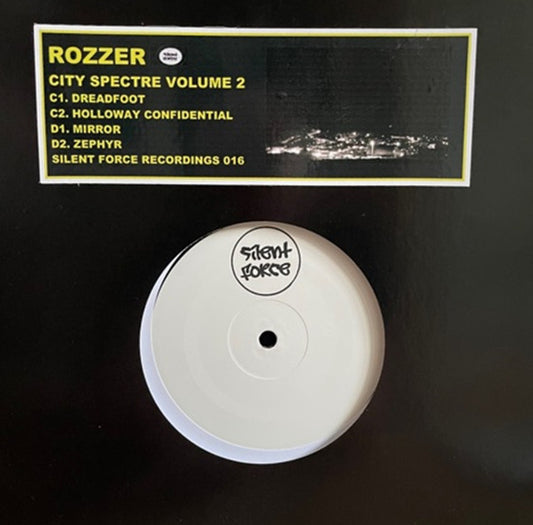 ROZZER
CITY SPECTRE VOLUME 2
C1. DREADFOOT
C2. HOLLOWAY CONFIDENTIAL
D1. MIRROR
D2. ZEPHYR
SILENT FORCE RECORDINGS 016
silent
force